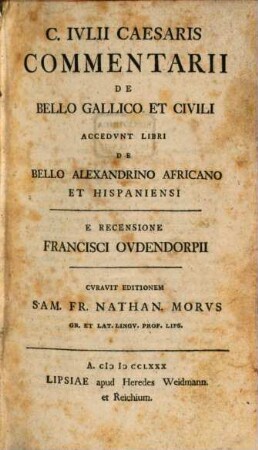 C. IVLII CAESARIS
COMMENTARII
DE
BELLO GALLICO ET CIVILI
ACCEDVNT LIBRI
DE
BELLO ALEXANDRINO AFRICANO
ET HISPANIENSI
E RECENSIONE
FRANCISCI OVDENDORPII
CVRAVIT EDITIONEM
SAM. FR. NATHAN. MORVS
GR. ET LAT. LINGV. PROF. LIPS.
A. CIƆ IƆ CCLXXX
LIPSIAE apud Heredes Weidmann.
et Reichium.